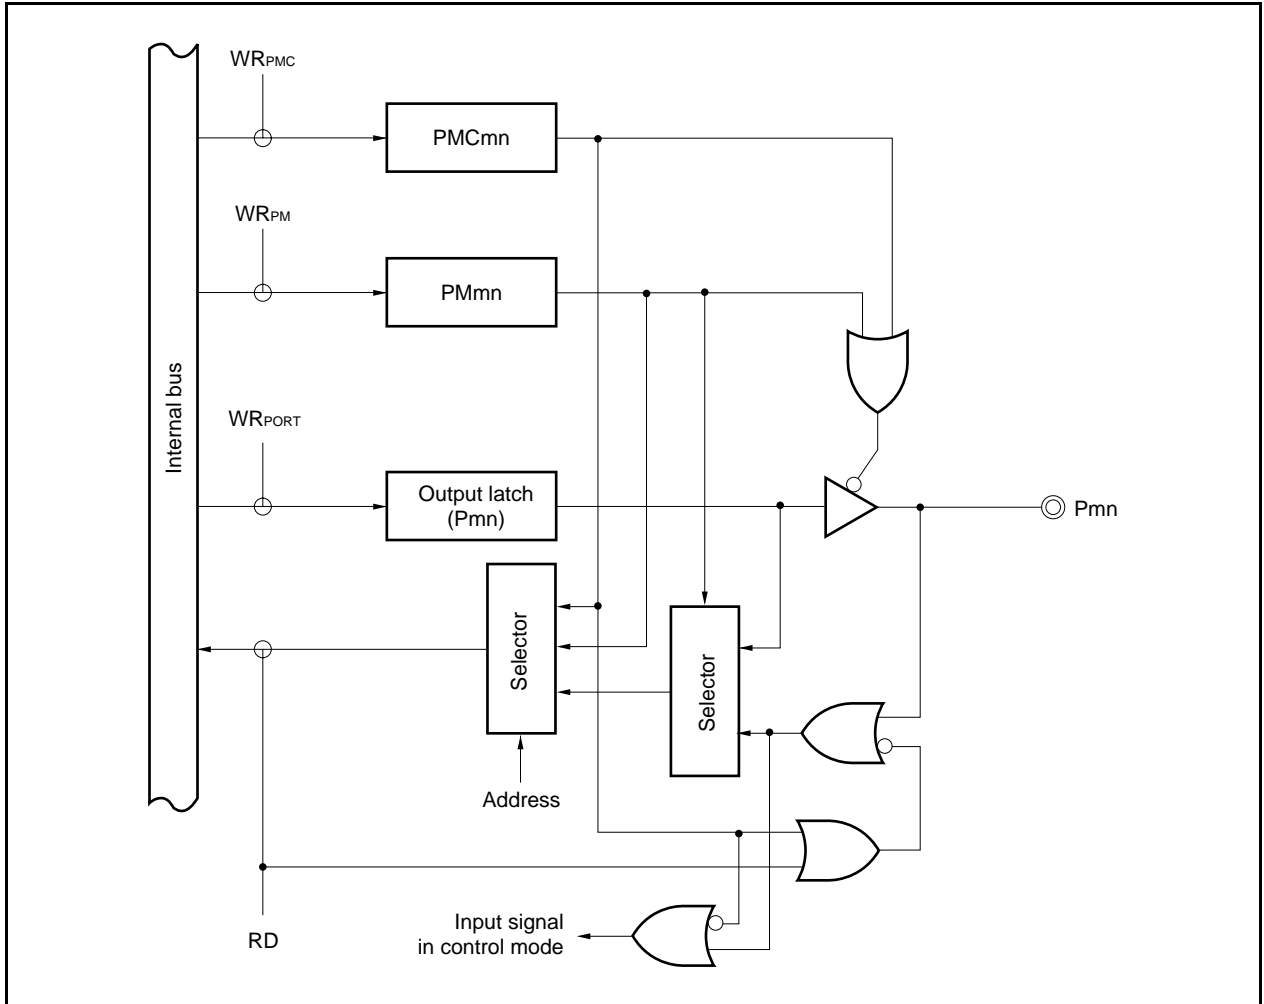 WRPMC
PMCmn
WRPM
PMmn
Internal bus
WRPORT
Output latch
(Pmn)
Pmn
Selector
Selector
Address
RD
Input signal
in control mode